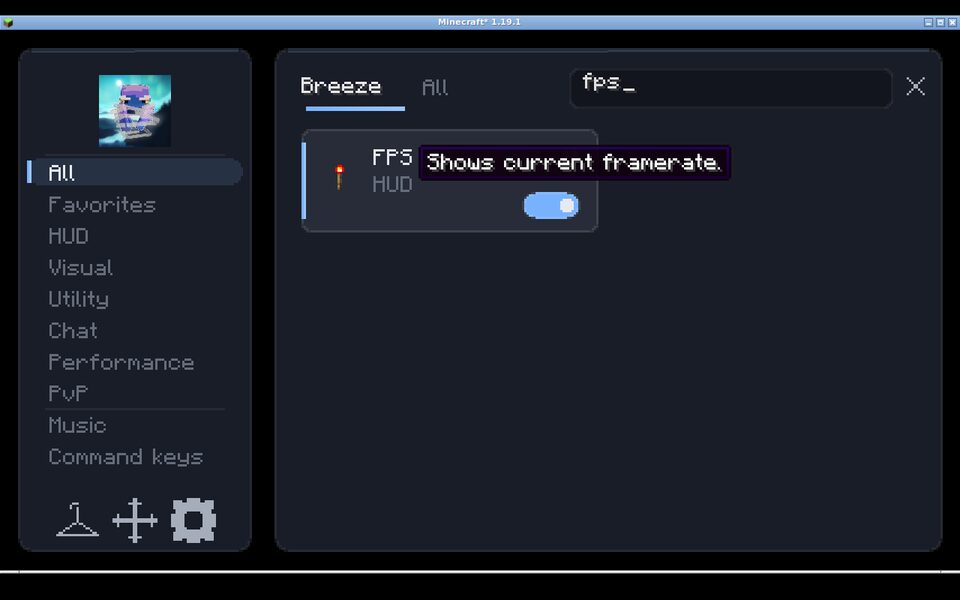 Minecraft* 1.19.1
All
Favorites
HUD
Visual
Utility
Chat
Performance
PvP
Music
Command keys
Breeze
All
fps_
FPS
HUD
Shows current framerate.